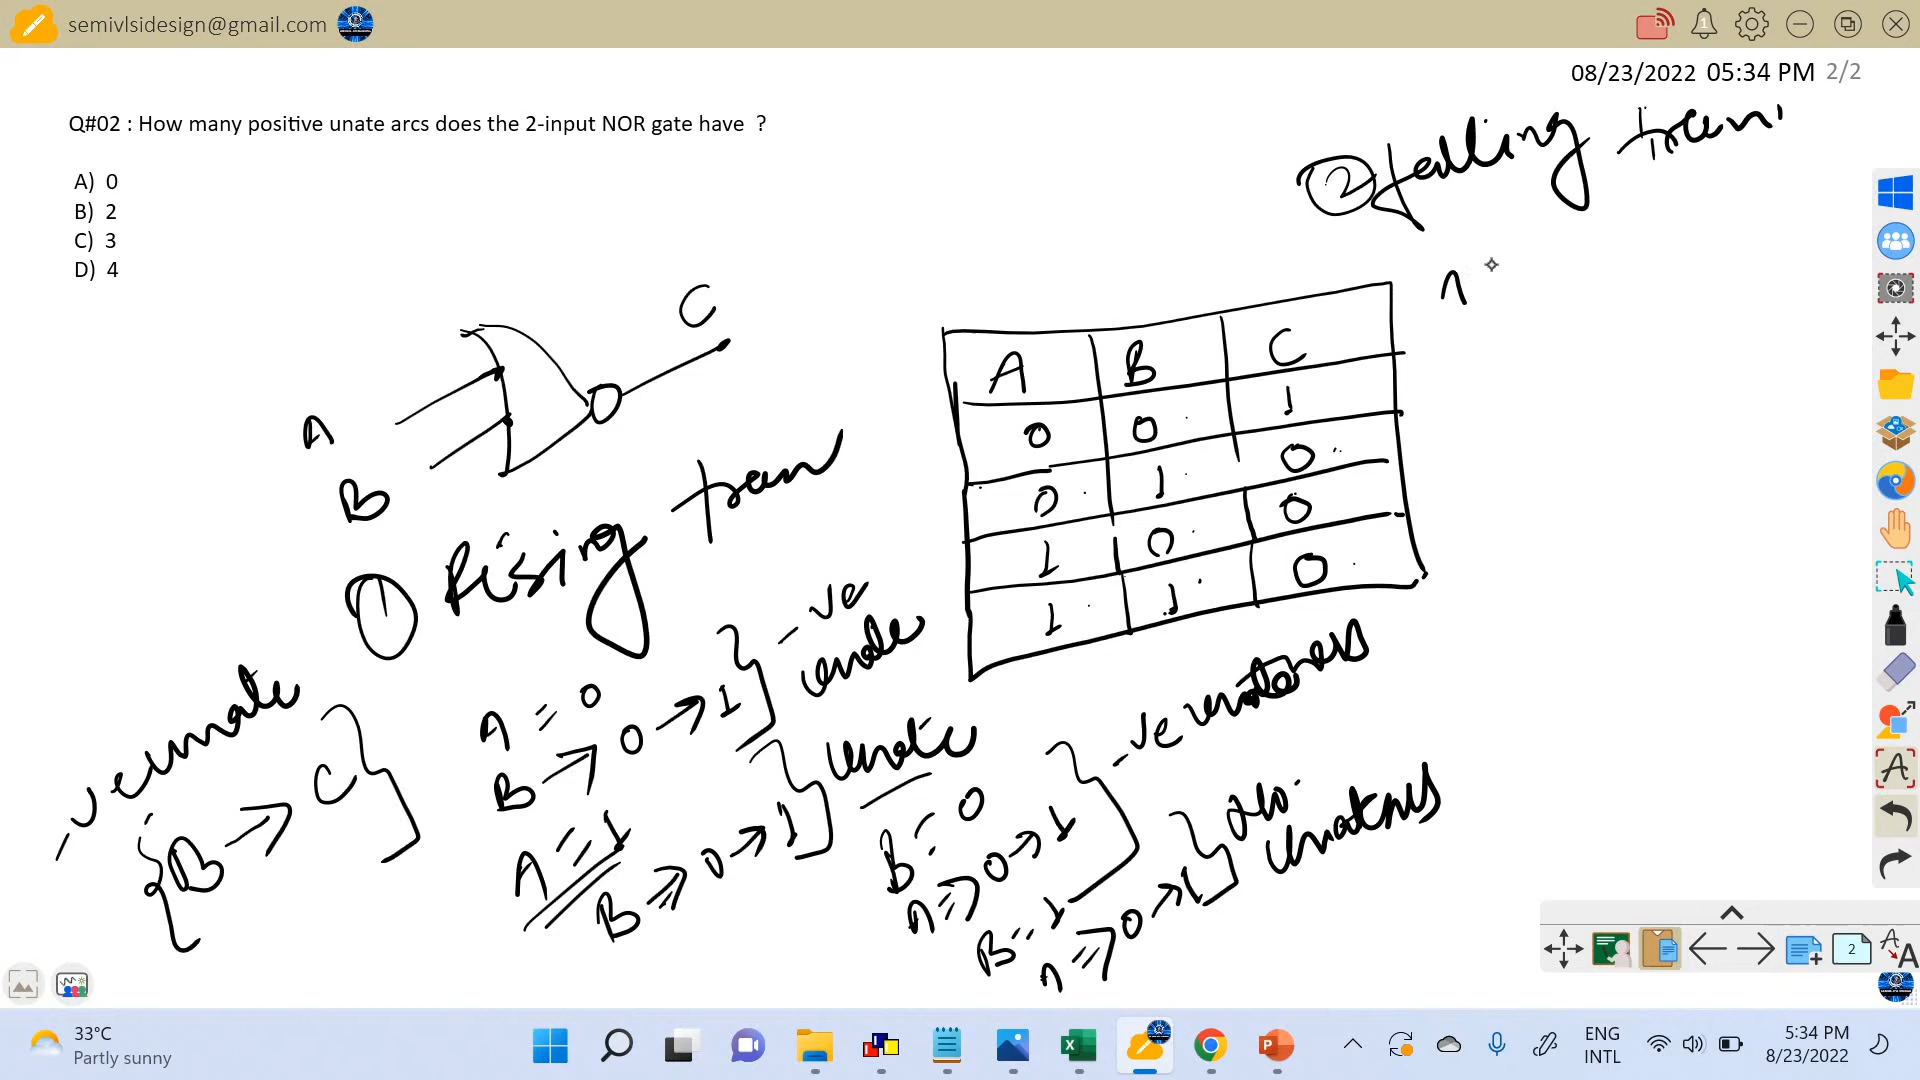 semivlsidesign@gmail.com
1
08/23/2022 05:34 PM 2/2
Q#02 : How many positive unate arcs does the 2-input NOR gate have ?
A) 0
B) 2
C) 3
D) 4
2 falling tran
A
C
A
B
A B C
0 0 1
0 1 0
1 0 0
1 1 0
1 Rising tran
-ve unate
B → C
A = 0
B → 0 → 1
-ve
unate
A = 1
B ⇒ 0 → 1
unate
B = 0
A ⇒ 0 → 1
-ve unateness
B = 1
A ⇒ 0 → 1
no
unateness
2
A
33°C
Partly sunny
ENG
INTL
5:34 PM
8/23/2022